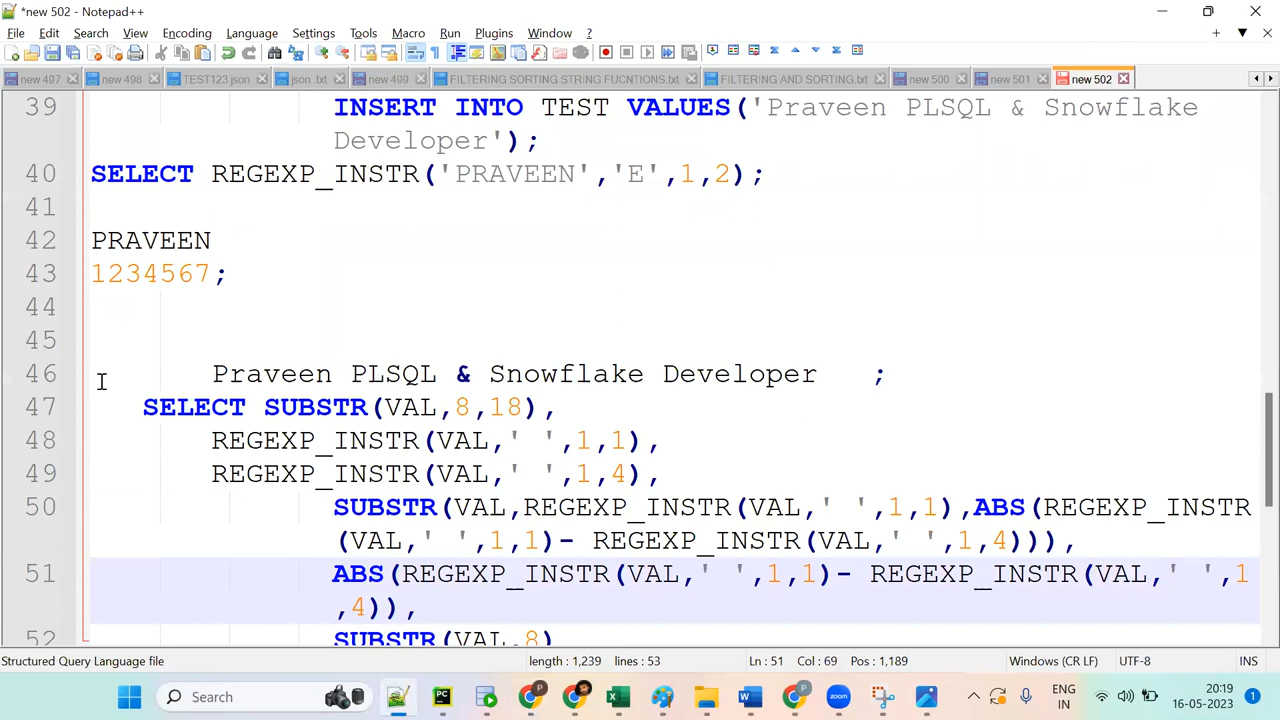 *new 502 - Notepad++
File Edit Search View Encoding Language Settings Tools Macro Run Plugins Window ?
new 497 new 498 TEST123.json json .txt new 499 FILTERING SORTING STRING FUCNTIONS.txt FILTERING AND SORTING.txt new 500 new 501 new 502
39 INSERT INTO TEST VALUES('Praveen PLSQL & Snowflake
Developer');
40 SELECT REGEXP_INSTR('PRAVEEN','E',1,2);
41
42 PRAVEEN
43 1234567;
44
45
46 Praveen PLSQL & Snowflake Developer ;
47 SELECT SUBSTR(VAL,8,18),
48 REGEXP_INSTR(VAL,' ',1,1),
49 REGEXP_INSTR(VAL,' ',1,4),
50 SUBSTR(VAL,REGEXP_INSTR(VAL,' ',1,1),ABS(REGEXP_INSTR
(VAL,' ',1,1)- REGEXP_INSTR(VAL,' ',1,4))),
51 ABS(REGEXP_INSTR(VAL,' ',1,1)- REGEXP_INSTR(VAL,' ',1
,4)),
52 SUBSTR(VAL,8)
Structured Query Language file length : 1,239 lines : 53 Ln : 51 Col : 69 Pos : 1,189 Windows (CR LF) UTF-8 INS
Search ENG 20:19
IN 16-05-2023